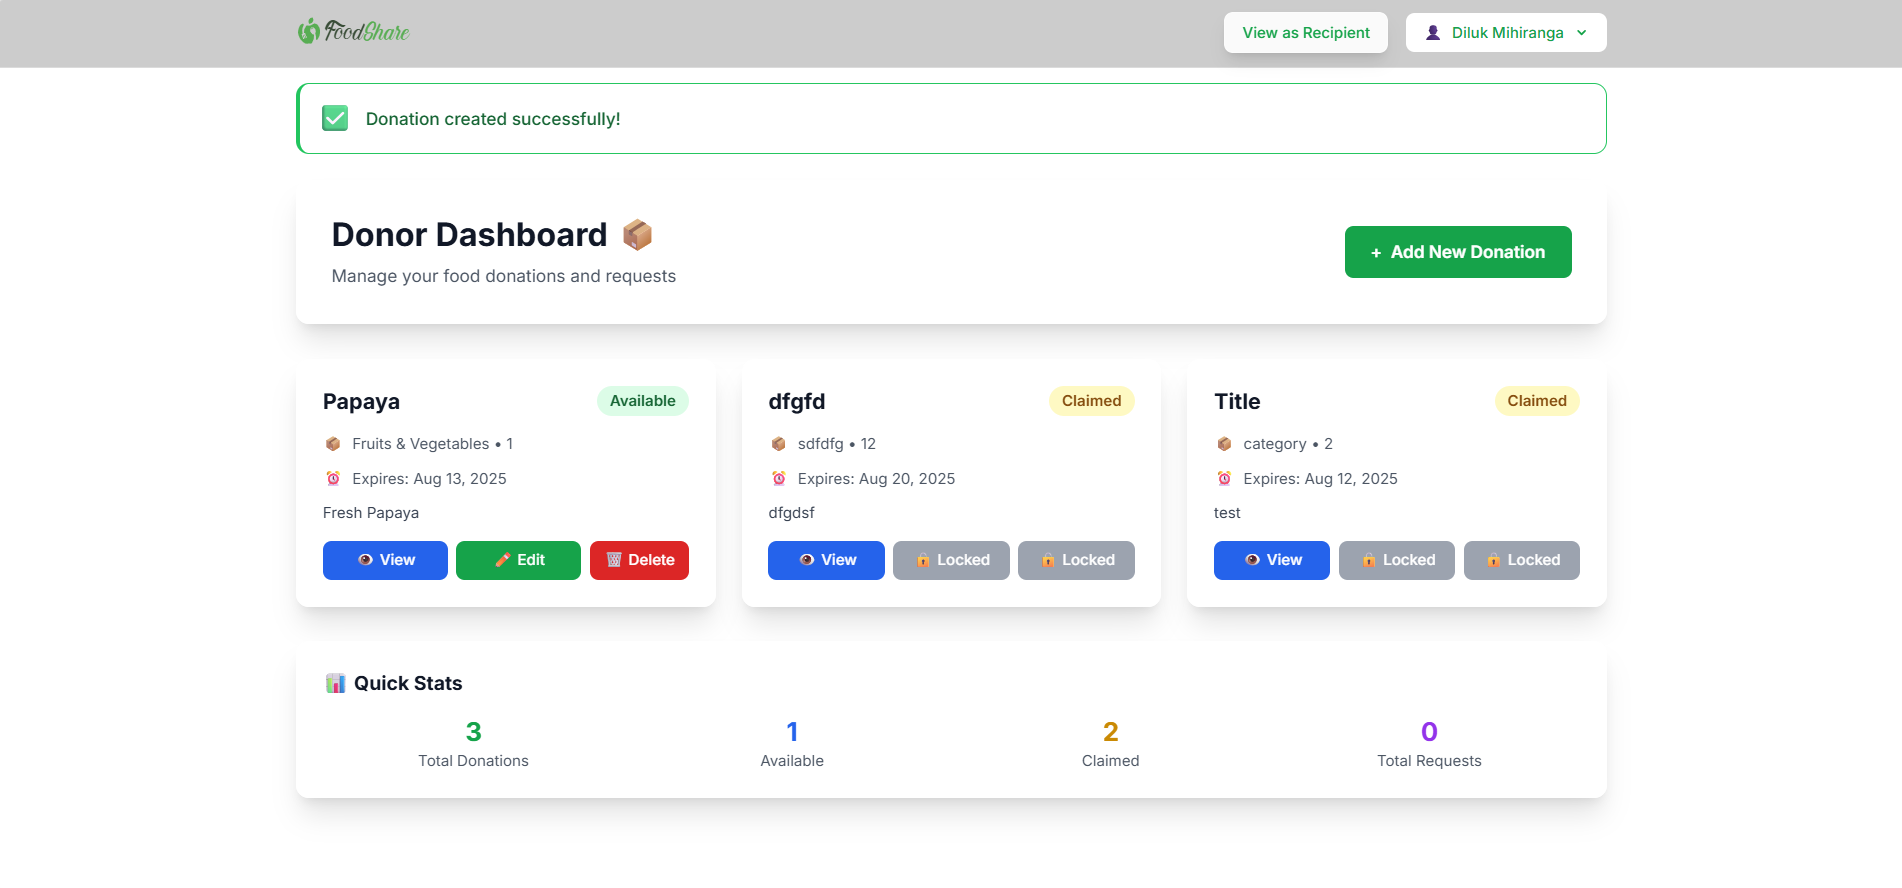 FoodShare
View as Recipient
Diluk Mihiranga
Donation created successfully!
Donor Dashboard
Manage your food donations and requests
+ Add New Donation
Papaya
Available
Fruits & Vegetables • 1
Expires: Aug 13, 2025
Fresh Papaya
View
Edit
Delete
dfgfd
Claimed
sdfdfg • 12
Expires: Aug 20, 2025
dfgdsf
View
Locked
Locked
Title
Claimed
category • 2
Expires: Aug 12, 2025
test
View
Locked
Locked
Quick Stats
3
Total Donations
1
Available
2
Claimed
0
Total Requests